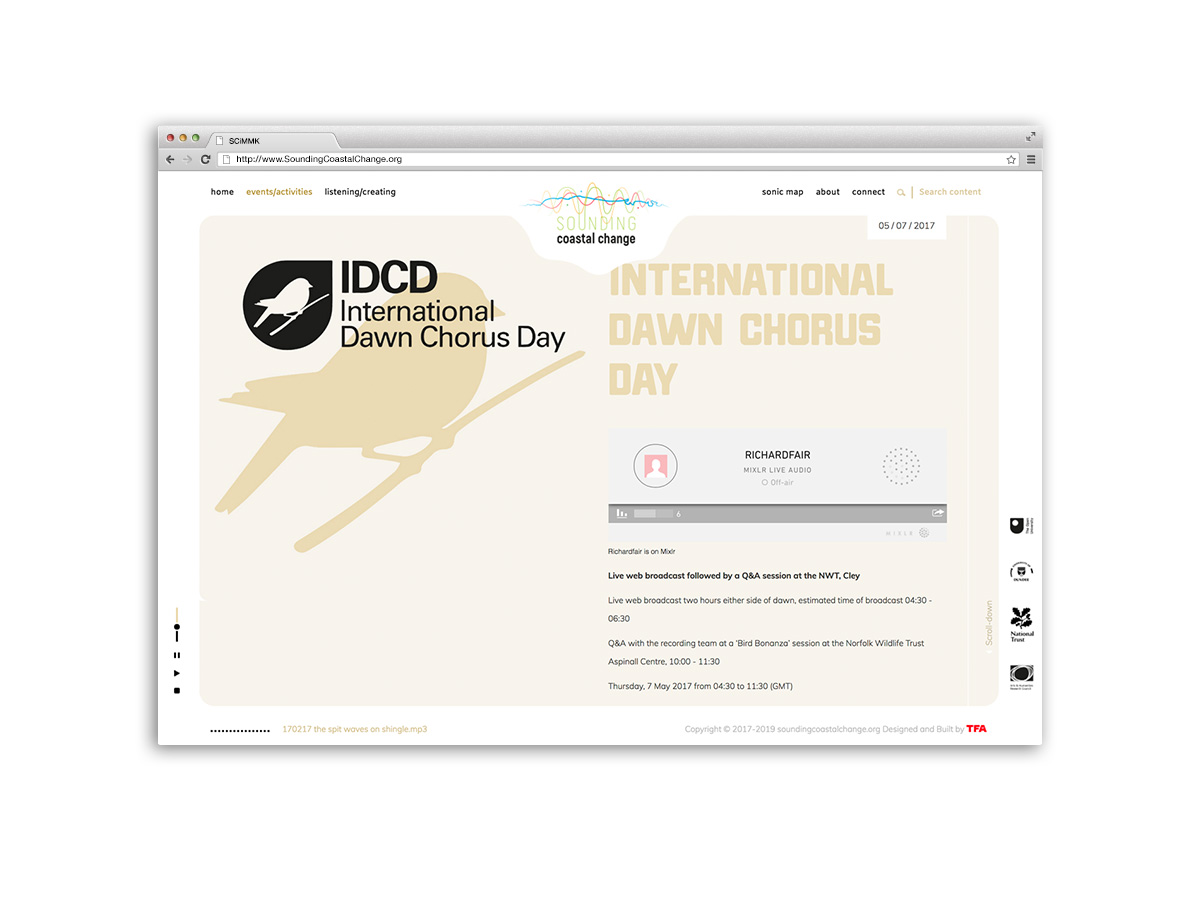 SCiMMK
http://www.SoundingCoastalChange.org
home events/activities listening/creating
SOUNDING
coastal change
sonic map about connect Search content
05 / 07 / 2017
IDCD
International
Dawn Chorus Day
INTERNATIONAL
DAWN CHORUS
DAY
RICHARDFAIR
MIXLR LIVE AUDIO
Off-air
6
MIXLR
Richardfair is on Mixlr
Live web broadcast followed by a Q&A session at the NWT, Cley
Live web broadcast two hours either side of dawn, estimated time of broadcast 04:30 -
06:30
Q&A with the recording team at a 'Bird Bonanza' session at the Norfolk Wildlife Trust
Aspinall Centre, 10:00 - 11:30
Thursday, 7 May 2017 from 04:30 to 11:30 (GMT)
Scroll-down
The Open
University
DUNDEE
National
Trust
170217 the spit waves on shingle.mp3
Copyright © 2017-2019 soundingcoastalchange.org Designed and Built by TFA